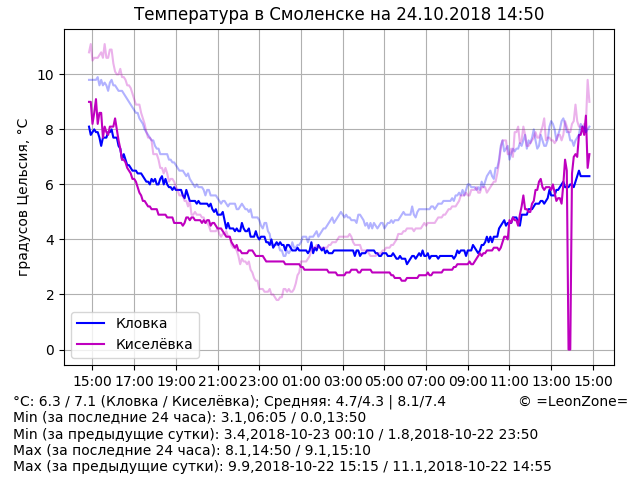 Температура в Смоленске на 24.10.2018 14:50
градусов Цельсия, °C
10
8
6
4
2
0
Кловка
Киселёвка
15:00 17:00 19:00 21:00 23:00 01:00 03:00 05:00 07:00 09:00 11:00 13:00 15:00
°C: 6.3 / 7.1 (Кловка / Киселёвка); Средняя: 4.7/4.3 | 8.1/7.4 © =LeonZone=
Min (за последние 24 часа): 3.1,06:05 / 0.0,13:50
Min (за предыдущие сутки): 3.4,2018-10-23 00:10 / 1.8,2018-10-22 23:50
Max (за последние 24 часа): 8.1,14:50 / 9.1,15:10
Max (за предыдущие сутки): 9.9,2018-10-22 15:15 / 11.1,2018-10-22 14:55